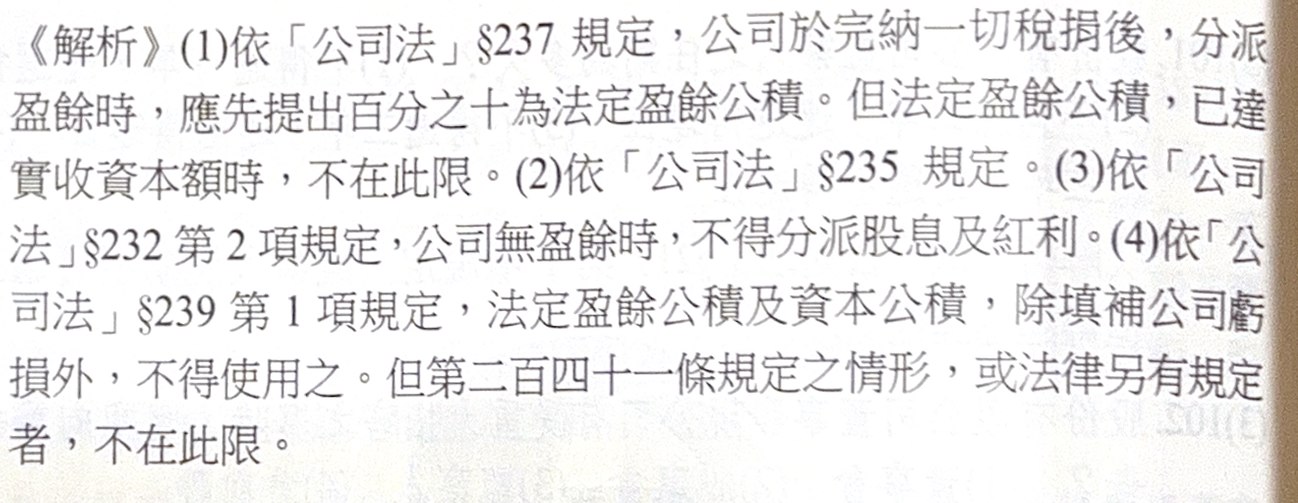 《解析》(1)依「公司法」§237 規定，公司於完納一切稅捐後，分派
盈餘時，應先提出百分之十為法定盈餘公積。但法定盈餘公積，已達
實收資本額時，不在此限。(2)依「公司法」§235 規定。(3)依「公司
法」§232 第 2 項規定，公司無盈餘時，不得分派股息及紅利。(4)依「公
司法」§239 第 1 項規定，法定盈餘公積及資本公積，除填補公司虧
損外，不得使用之。但第二百四十一條規定之情形，或法律另有規定
者，不在此限。